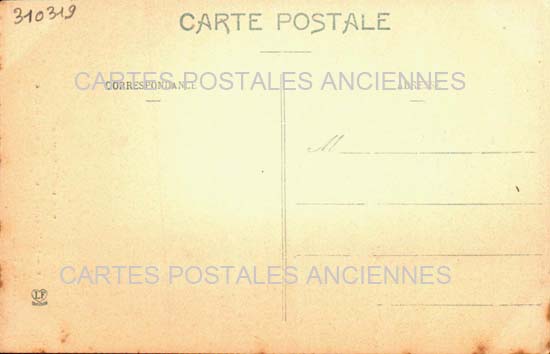 310319
CARTE POSTALE
CARTES POSTALES ANCIENNES
CORRESPONDANCE
ADRESSE
M
CARTES POSTALES ANCIENNES